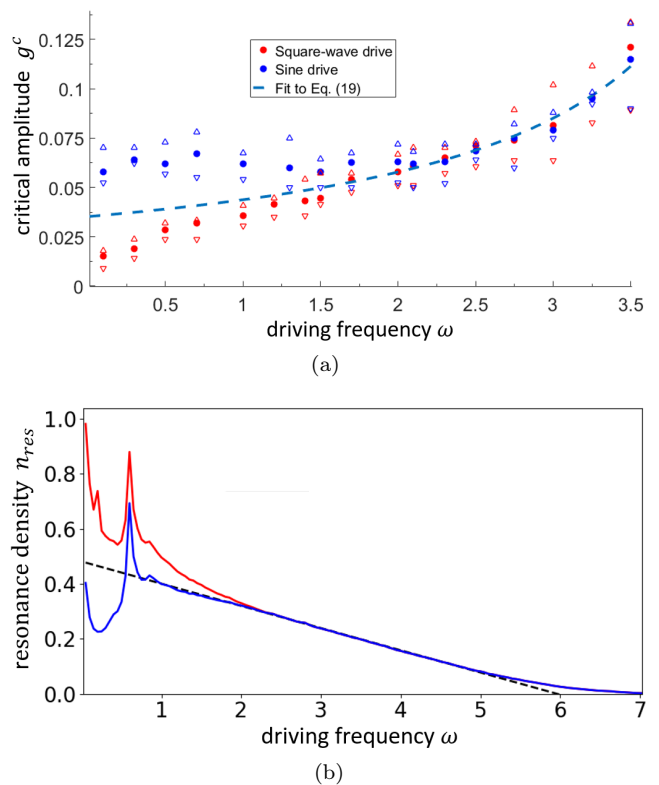 0.125
0.1
0.075
0.05
0.025
0
critical amplitude g^c
Square-wave drive
Sine drive
Fit to Eq. (19)
0.5 1 1.5 2 2.5 3 3.5
driving frequency ω
(a)
1.0
0.8
0.6
0.4
0.2
0.0
resonance density n_res
1 2 3 4 5 6 7
driving frequency ω
(b)